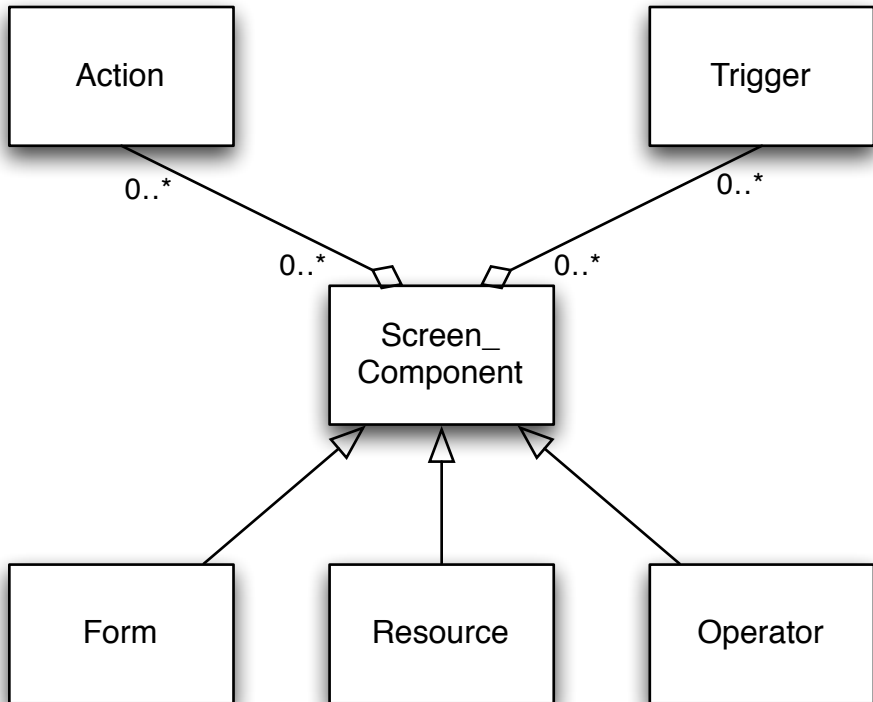 Action
Trigger
0..*
0..*
0..*
0..*
Screen_
Component
Form
Resource
Operator